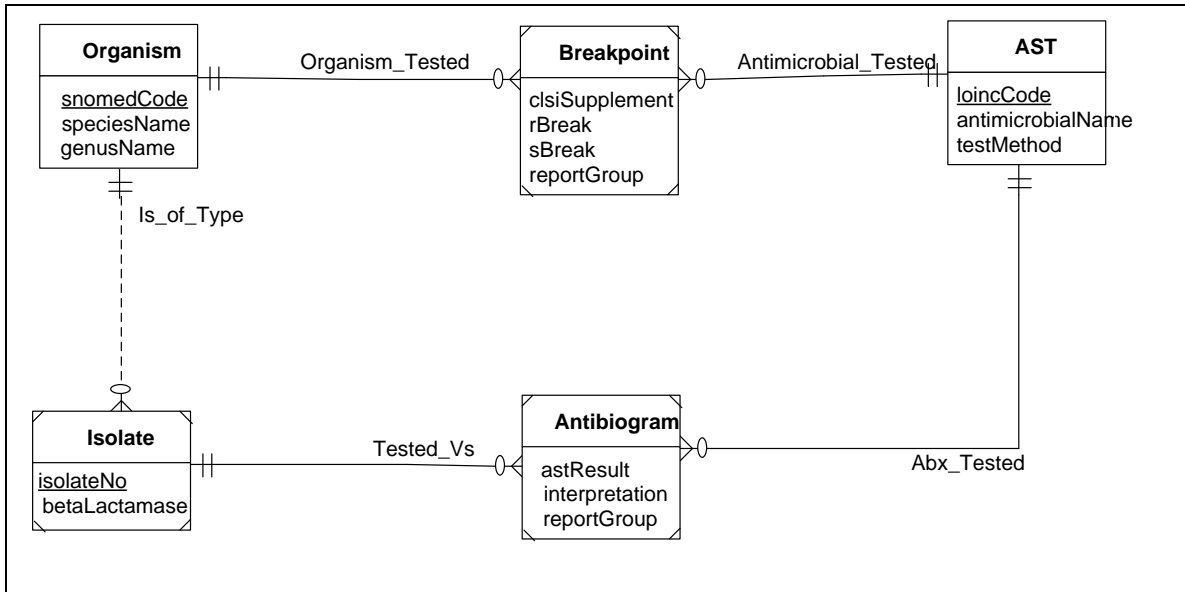 Organism
snomedCode
speciesName
genusName
Organism_Tested
Breakpoint
clsiSupplement
rBreak
sBreak
reportGroup
Antimicrobial_Tested
AST
loincCode
antimicrobialName
testMethod
Is_of_Type
Isolate
isolateNo
betaLactamase
Tested_Vs
Antibiogram
astResult
interpretation
reportGroup
Abx_Tested